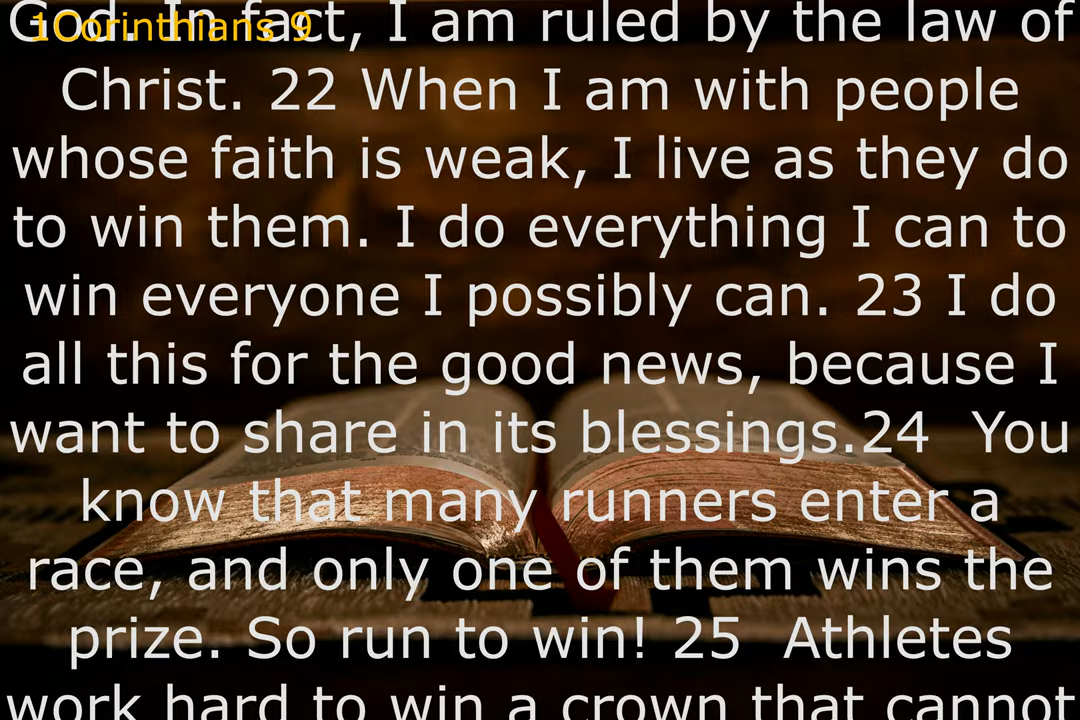 1Corinthians 9
God. In fact, I am ruled by the law of
Christ. 22 When I am with people
whose faith is weak, I live as they do
to win them. I do everything I can to
win everyone I possibly can. 23 I do
all this for the good news, because I
want to share in its blessings.24  You
know that many runners enter a
race, and only one of them wins the
prize. So run to win! 25  Athletes
work hard to win a crown that cannot